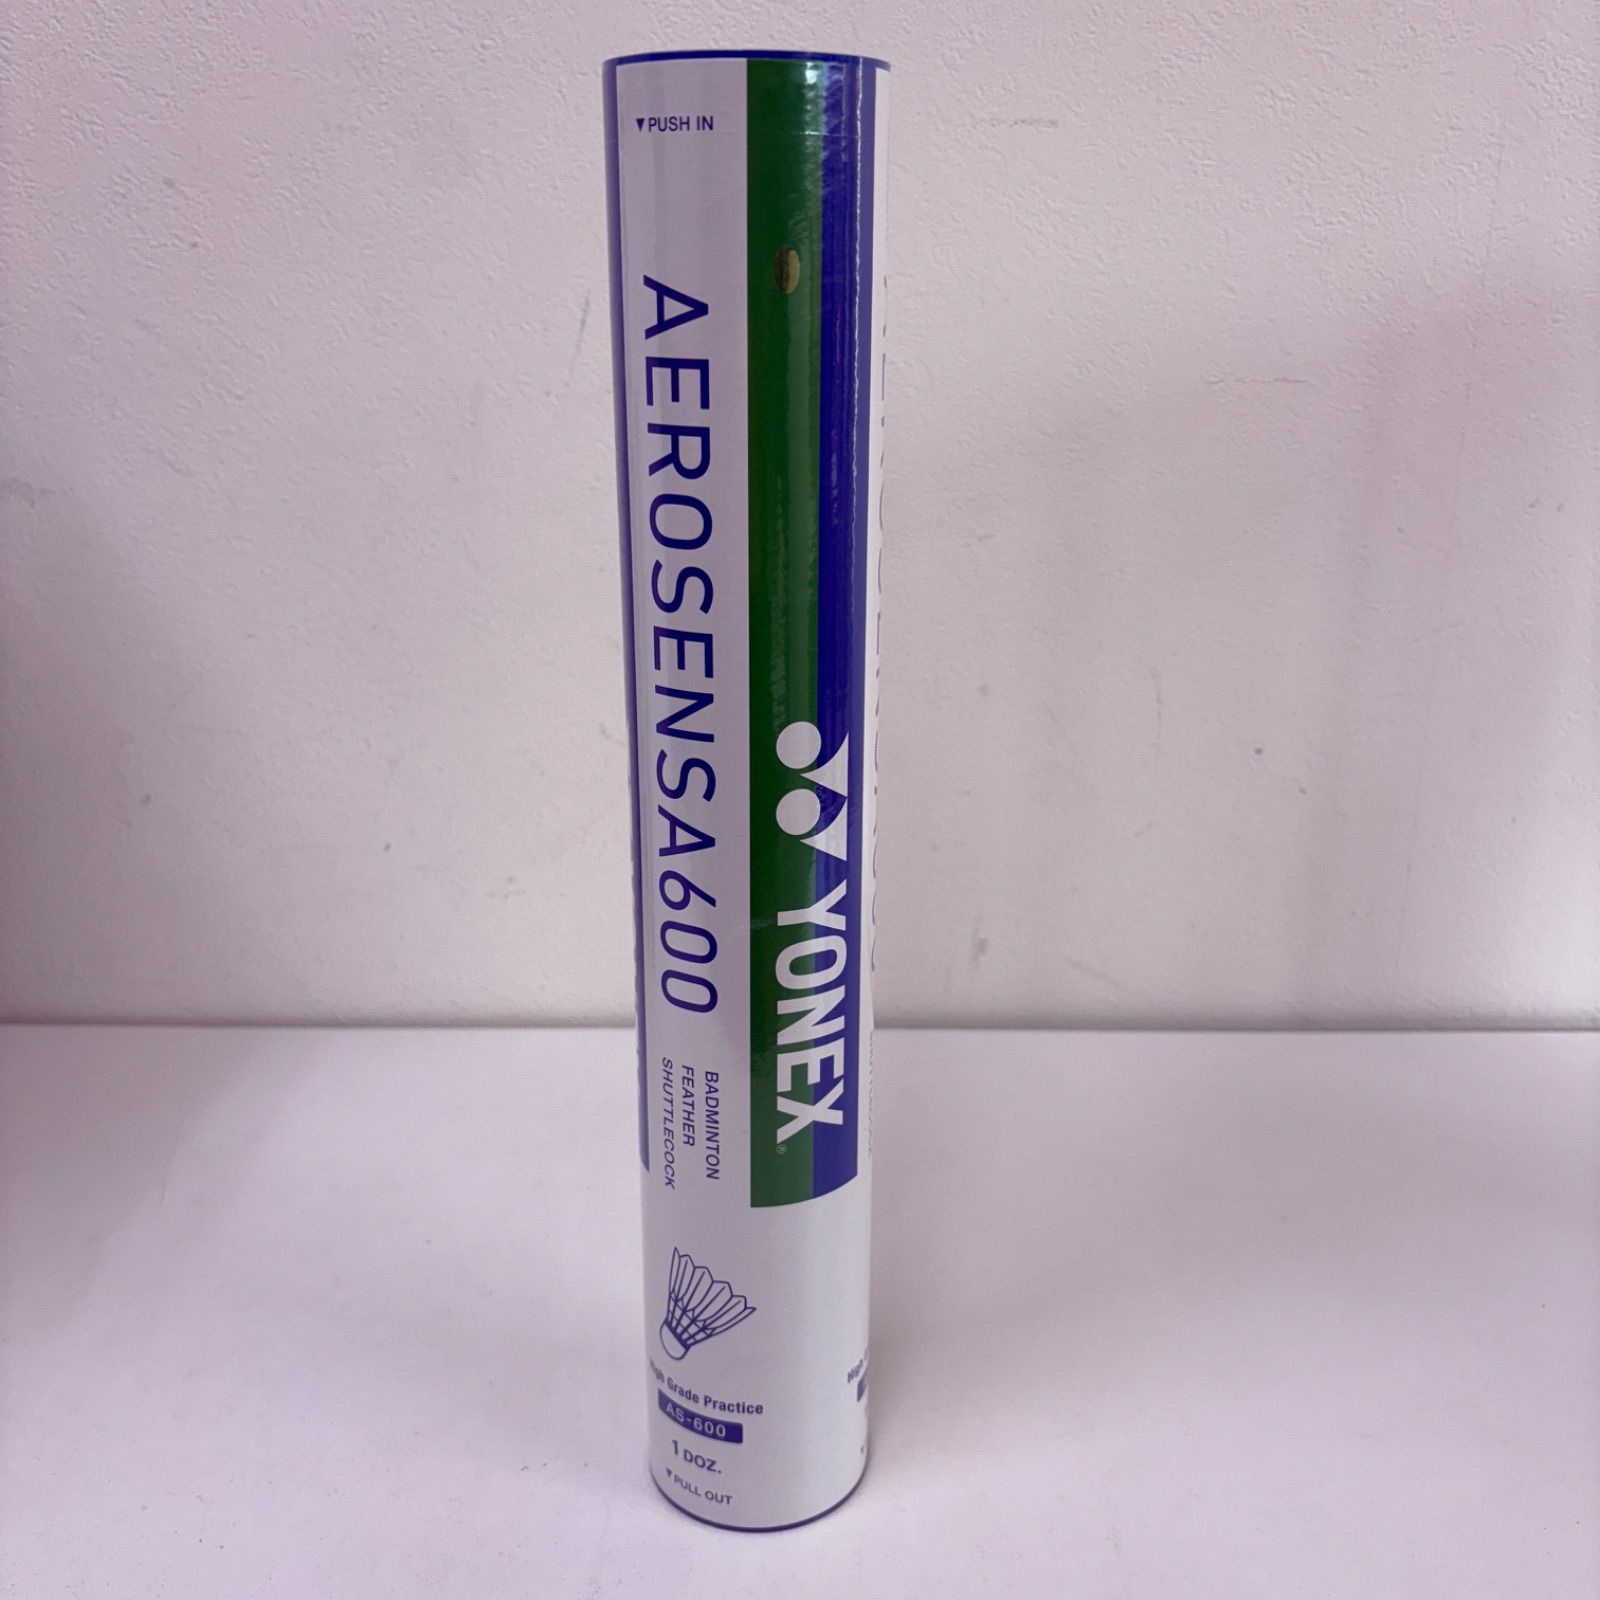 PUSH IN
AEROSENSA600
BADMINTON
FEATHER
SHUTTLECOCK
YONEX®
High Grade Practice
AS-600
1 DOZ.
PULL OUT